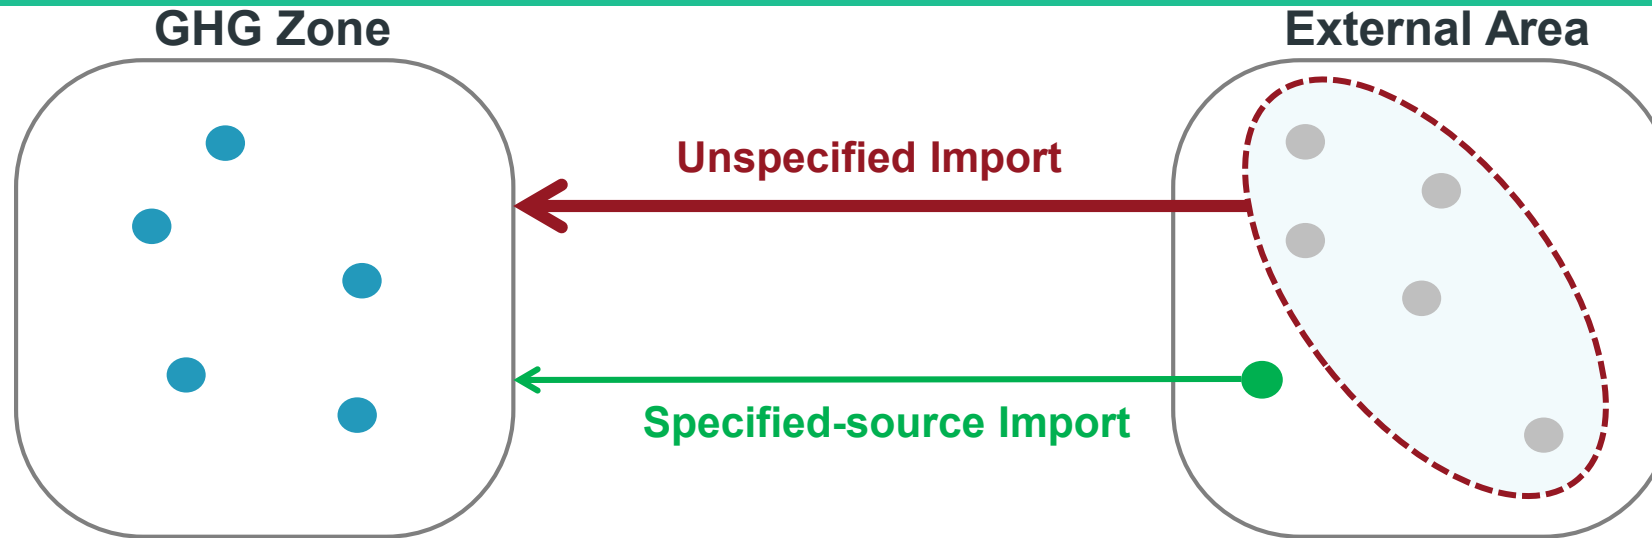 GHG Zone
External Area
Unspecified Import
Specified-source Import